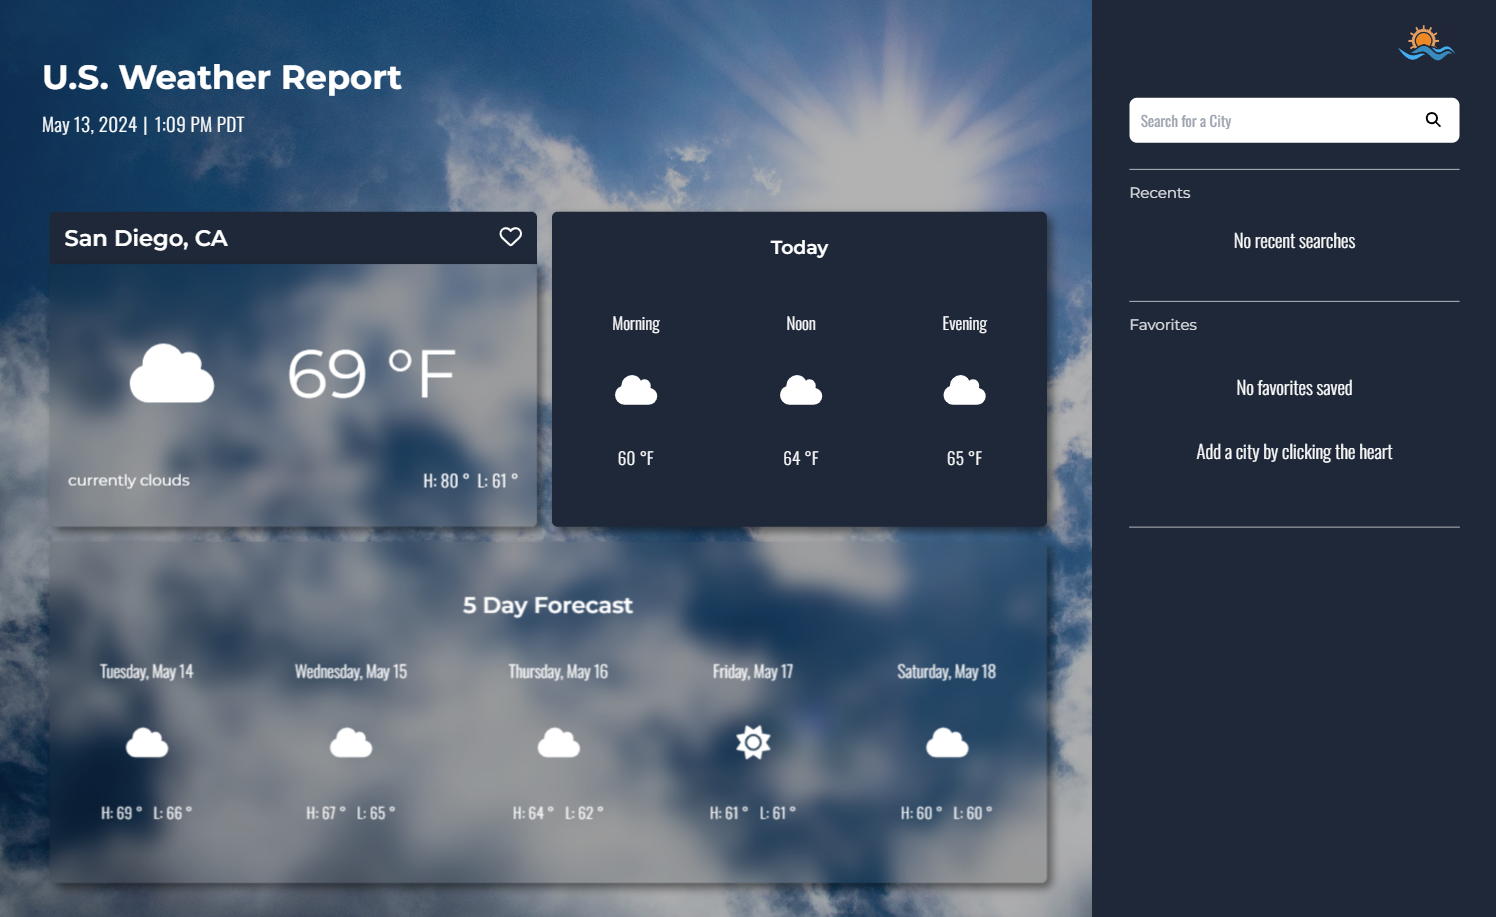 U.S. Weather Report
May 13, 2024 | 1:09 PM PDT
San Diego, CA
69 °F
currently clouds
H: 80 ° L: 61 °
Today
Morning Noon Evening
60 °F 64 °F 65 °F
5 Day Forecast
Tuesday, May 14 Wednesday, May 15 Thursday, May 16 Friday, May 17 Saturday, May 18
H: 69 ° L: 66 ° H: 67 ° L: 65 ° H: 64 ° L: 62 ° H: 61 ° L: 61 ° H: 60 ° L: 60 °
Search for a City
Recents
No recent searches
Favorites
No favorites saved
Add a city by clicking the heart